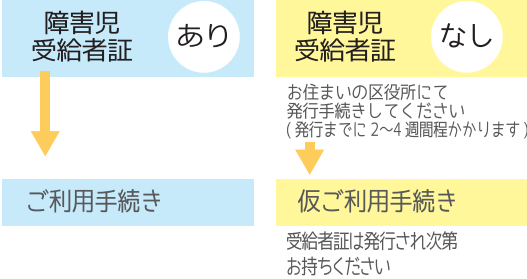 障害児
受給者証
あり
ご利用手続き
障害児
受給者証
なし
お住まいの区役所にて
発行手続きしてください
(発行までに 2〜4 週間程かかります)
仮ご利用手続き
受給者証は発行され次第
お持ちください